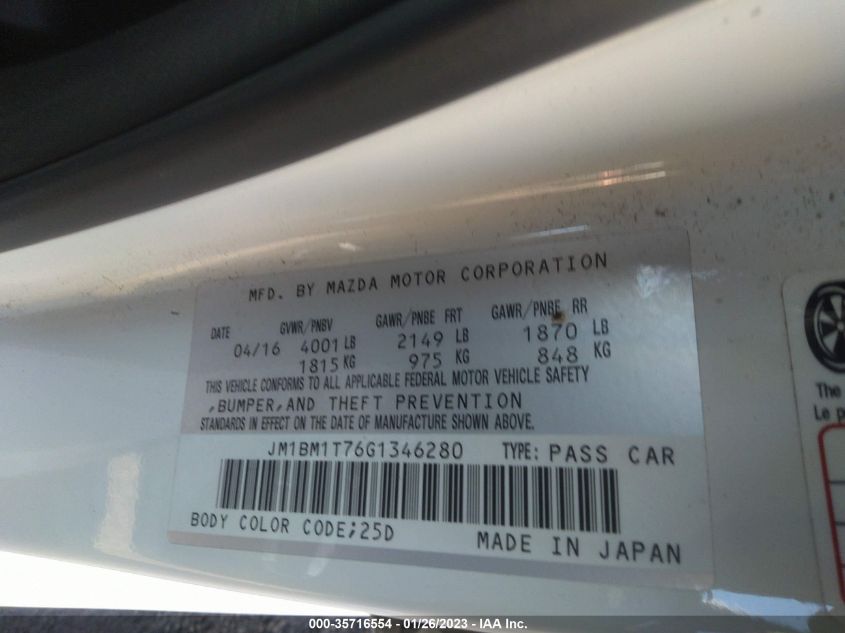 MFD. BY MAZDA MOTOR CORPORATION
DATE GVWR/PNBV GAWR/PNBE FRT GAWR/PNBE RR
04/16 4001 LB 2149 LB 1870 LB
1815 KG 975 KG 848 KG
THIS VEHICLE CONFORMS TO ALL APPLICABLE FEDERAL MOTOR VEHICLE SAFETY
,BUMPER,AND THEFT PREVENTION
STANDARDS IN EFFECT ON THE DATE OF MANUFACTURE SHOWN ABOVE.
JM1BM1T76G1346280 TYPE: PASS CAR
BODY COLOR CODE;25D MADE IN JAPAN
The
Le p
000-35716554 - 01/26/2023 - IAA Inc.